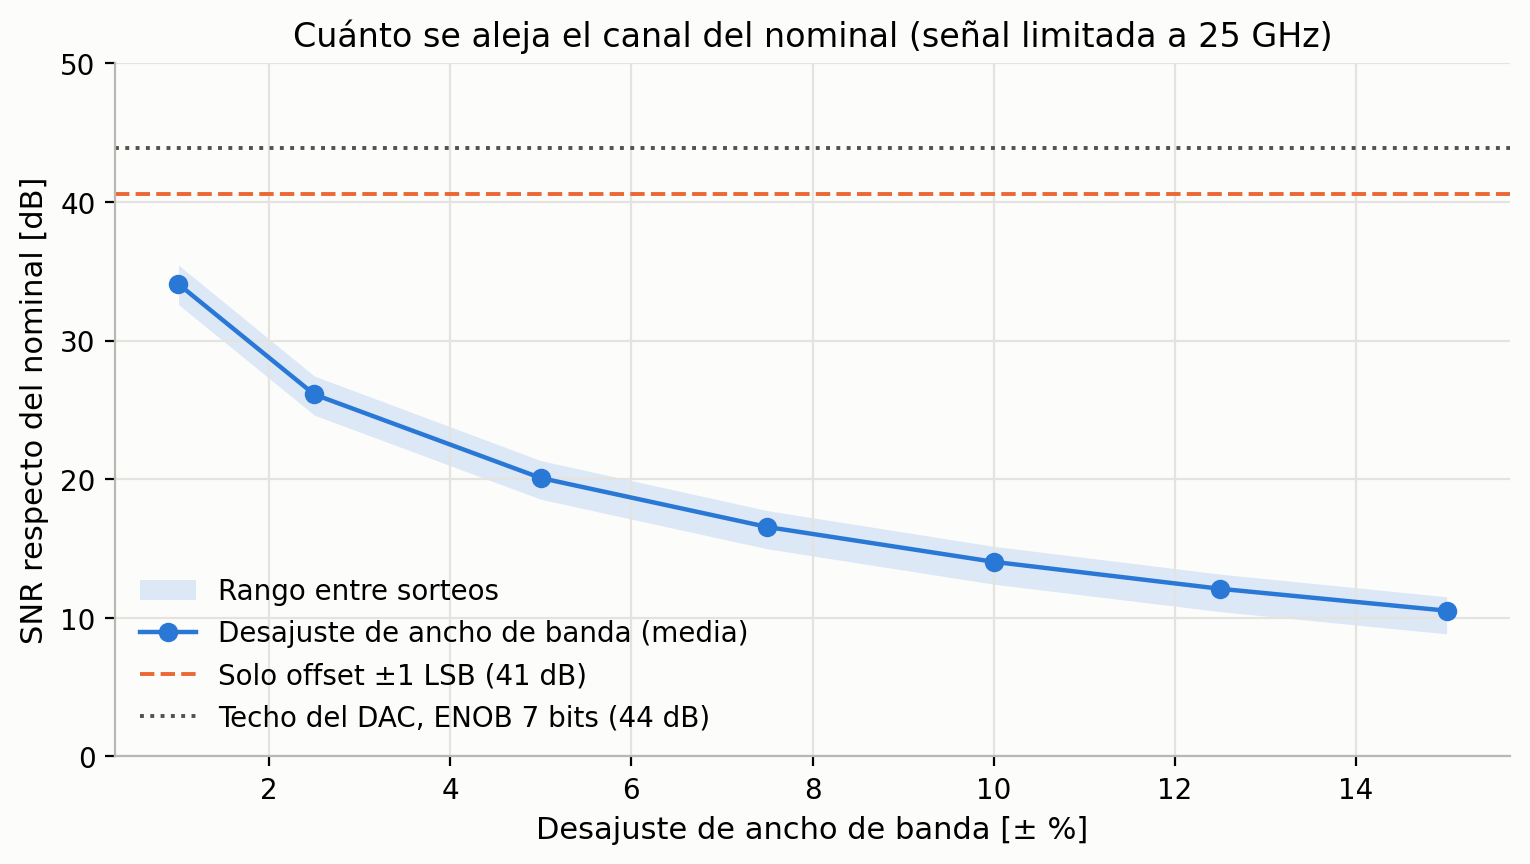 Cuánto se aleja el canal del nominal (señal limitada a 25 GHz)
SNR respecto del nominal [dB]
50
40
30
20
10
0
Rango entre sorteos
Desajuste de ancho de banda (media)
Solo offset ±1 LSB (41 dB)
Techo del DAC, ENOB 7 bits (44 dB)
2 4 6 8 10 12 14
Desajuste de ancho de banda [± %]